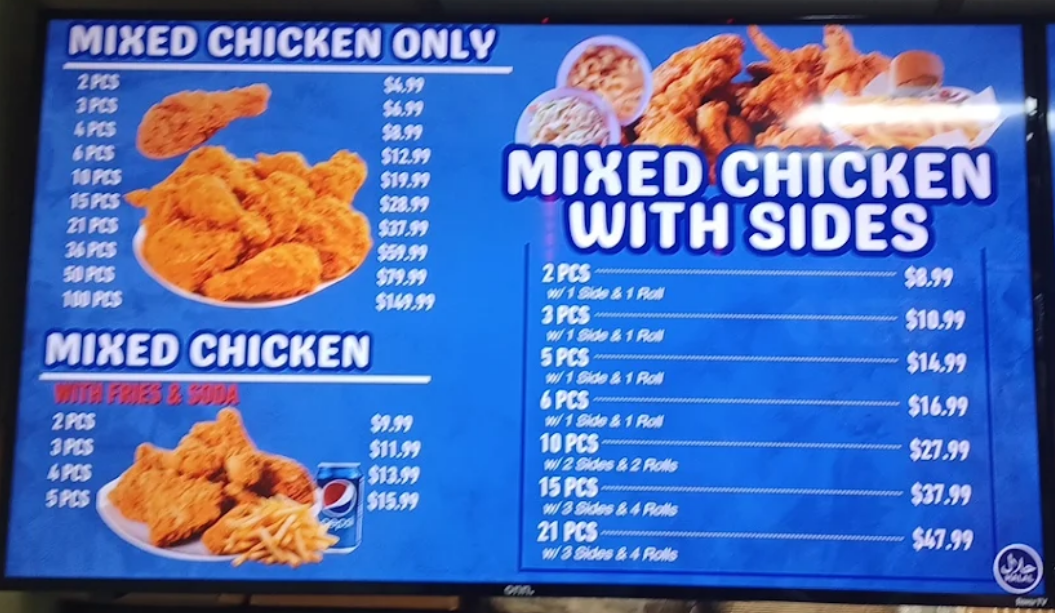 MIXED CHICKEN ONLY
2 PCS $4.99
3 PCS $6.99
4 PCS $8.99
6 PCS $12.99
10 PCS $19.99
15 PCS $28.99
21 PCS $37.99
36 PCS $59.99
50 PCS $79.99
100 PCS $149.99
MIXED CHICKEN
WITH FRIES & SODA
2 PCS $9.99
3 PCS $11.99
4 PCS $13.99
5 PCS $15.99
pepsi
MIXED CHICKEN
WITH SIDES
2 PCS $8.99
w/ 1 Side & 1 Roll
3 PCS $10.99
w/ 1 Side & 1 Roll
5 PCS $14.99
w/ 1 Side & 1 Roll
6 PCS $16.99
w/ 1 Side & 1 Roll
10 PCS $27.99
w/ 2 Sides & 2 Rolls
15 PCS $37.99
w/ 3 Sides & 4 Rolls
21 PCS $47.99
w/ 3 Sides & 4 Rolls
حلال
HALAL
onn.
Roku TV